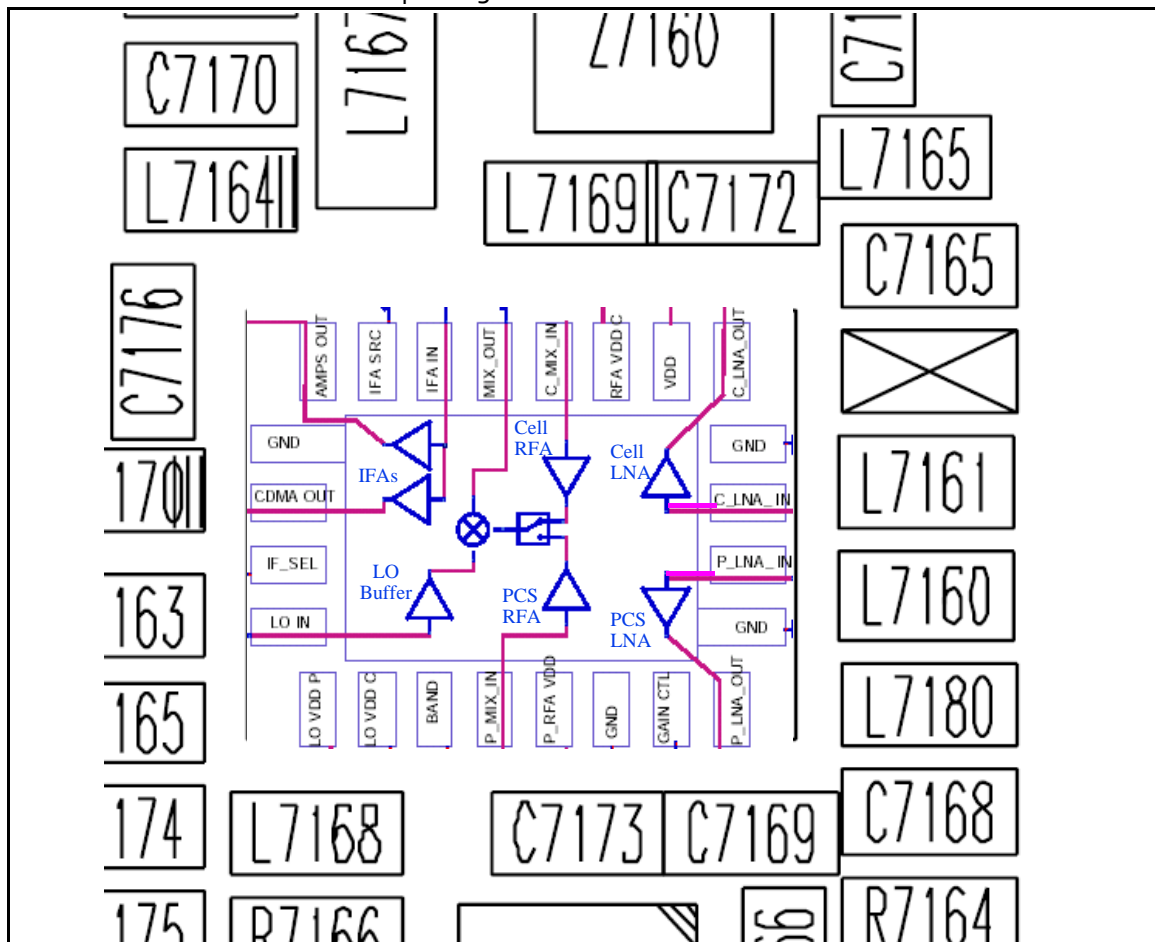 C7170
L7167
Z7160
C71
L7165
L7164
L7169
C7172
C7165
C7176
AMPS OUT
IFA SRC
IFA IN
MIX_OUT
C_MIX_IN
RFA VDD C
VDD
C_LNA_OUT
GND
Cell
RFA
Cell
LNA
GND
IFAs
CDMA OUT
C_LNA_IN
L7161
170
IF_SEL
LO
Buffer
P_LNA_IN
L7160
163
LO IN
PCS
RFA
PCS
LNA
GND
LO VDD P
LO VDD C
BAND
P_MIX_IN
P_RFA VDD
GND
GAIN CTL
P_LNA_OUT
L7180
165
174
L7168
C7173
C7169
C7168
175
R7166
R7164